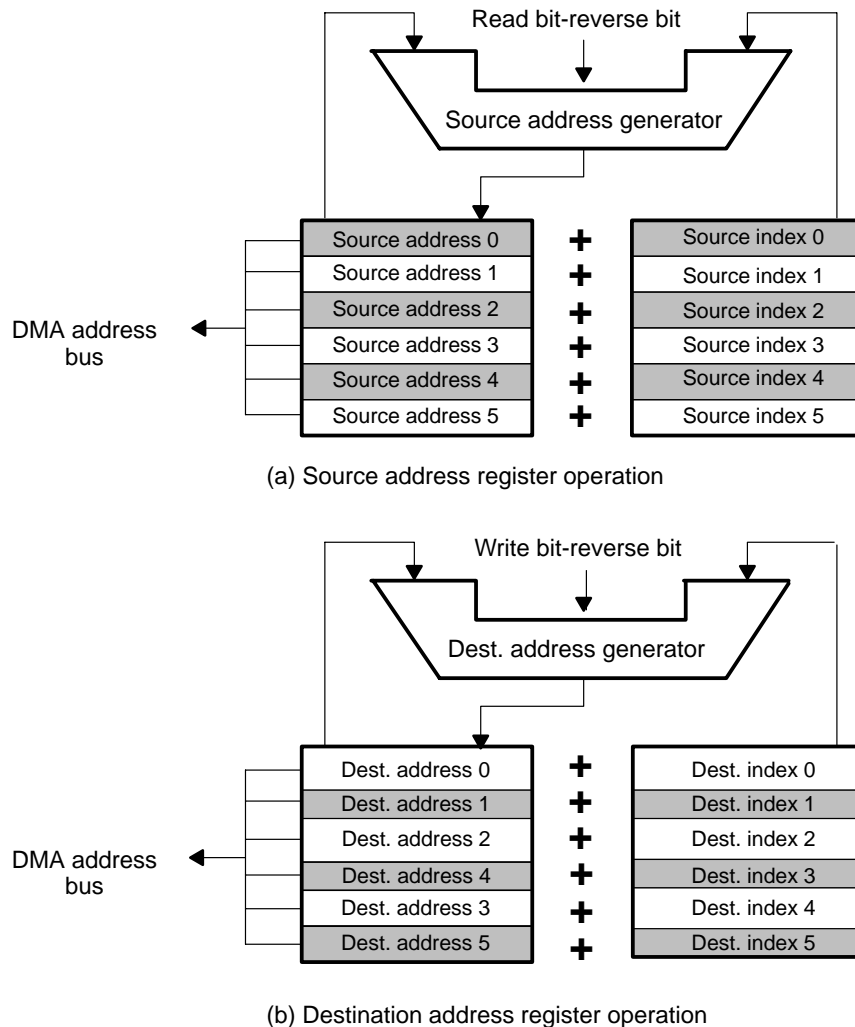 Read bit-reverse bit
Source address generator
Source address 0 + Source index 0
Source address 1 + Source index 1
Source address 2 + Source index 2
DMA address
bus
Source address 3 + Source index 3
Source address 4 + Source index 4
Source address 5 + Source index 5
(a) Source address register operation
Write bit-reverse bit
Dest. address generator
Dest. address 0 + Dest. index 0
Dest. address 1 + Dest. index 1
Dest. address 2 + Dest. index 2
DMA address
bus
Dest. address 4 + Dest. index 3
Dest. address 3 + Dest. index 4
Dest. address 5 + Dest. index 5
(b) Destination address register operation